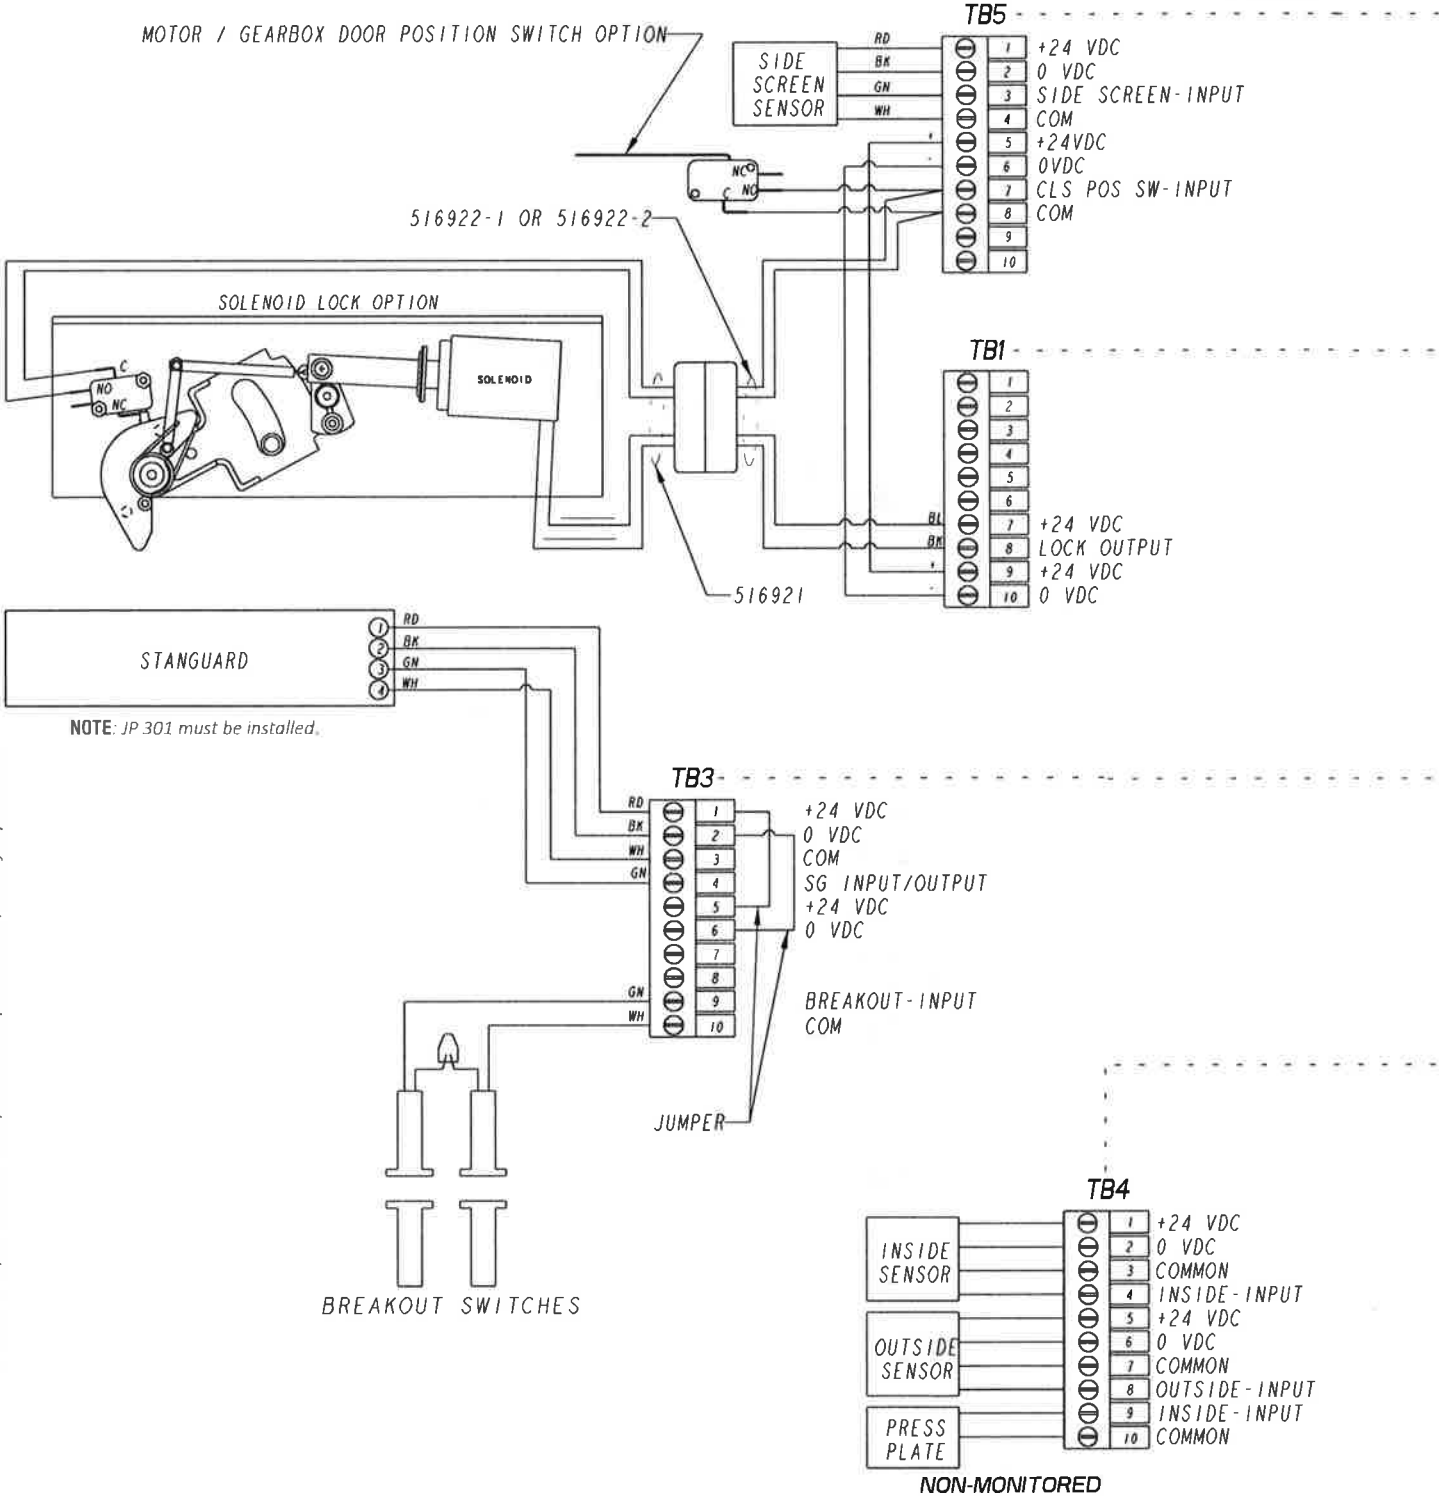 TB5
MOTOR / GEARBOX DOOR POSITION SWITCH OPTION
SIDE
SCREEN
SENSOR
RD
BK
GN
WH
1 +24 VDC
2 0 VDC
3 SIDE SCREEN-INPUT
4 COM
5 +24VDC
6 0VDC
7 CLS POS SW-INPUT
8 COM
9
10
+
-
NC
NO
C
516922-1 OR 516922-2
SOLENOID LOCK OPTION
C
NO
NC
SOLENOID
516921
TB1
1
2
3
4
5
6
BL 7 +24 VDC
BK 8 LOCK OUTPUT
+ 9 +24 VDC
- 10 0 VDC
STANGUARD
1 RD
2 BK
3 GN
4 WH
NOTE: JP 301 must be installed.
TB3
RD 1 +24 VDC
BK 2 0 VDC
WH 3 COM
GN 4 SG INPUT/OUTPUT
5 +24 VDC
6 0 VDC
7
8
GN 9 BREAKOUT-INPUT
WH 10 COM
JUMPER
BREAKOUT SWITCHES
TB4
INSIDE
SENSOR
OUTSIDE
SENSOR
PRESS
PLATE
1 +24 VDC
2 0 VDC
3 COMMON
4 INSIDE-INPUT
5 +24 VDC
6 0 VDC
7 COMMON
8 OUTSIDE-INPUT
9 INSIDE-INPUT
10 COMMON
NON-MONITORED